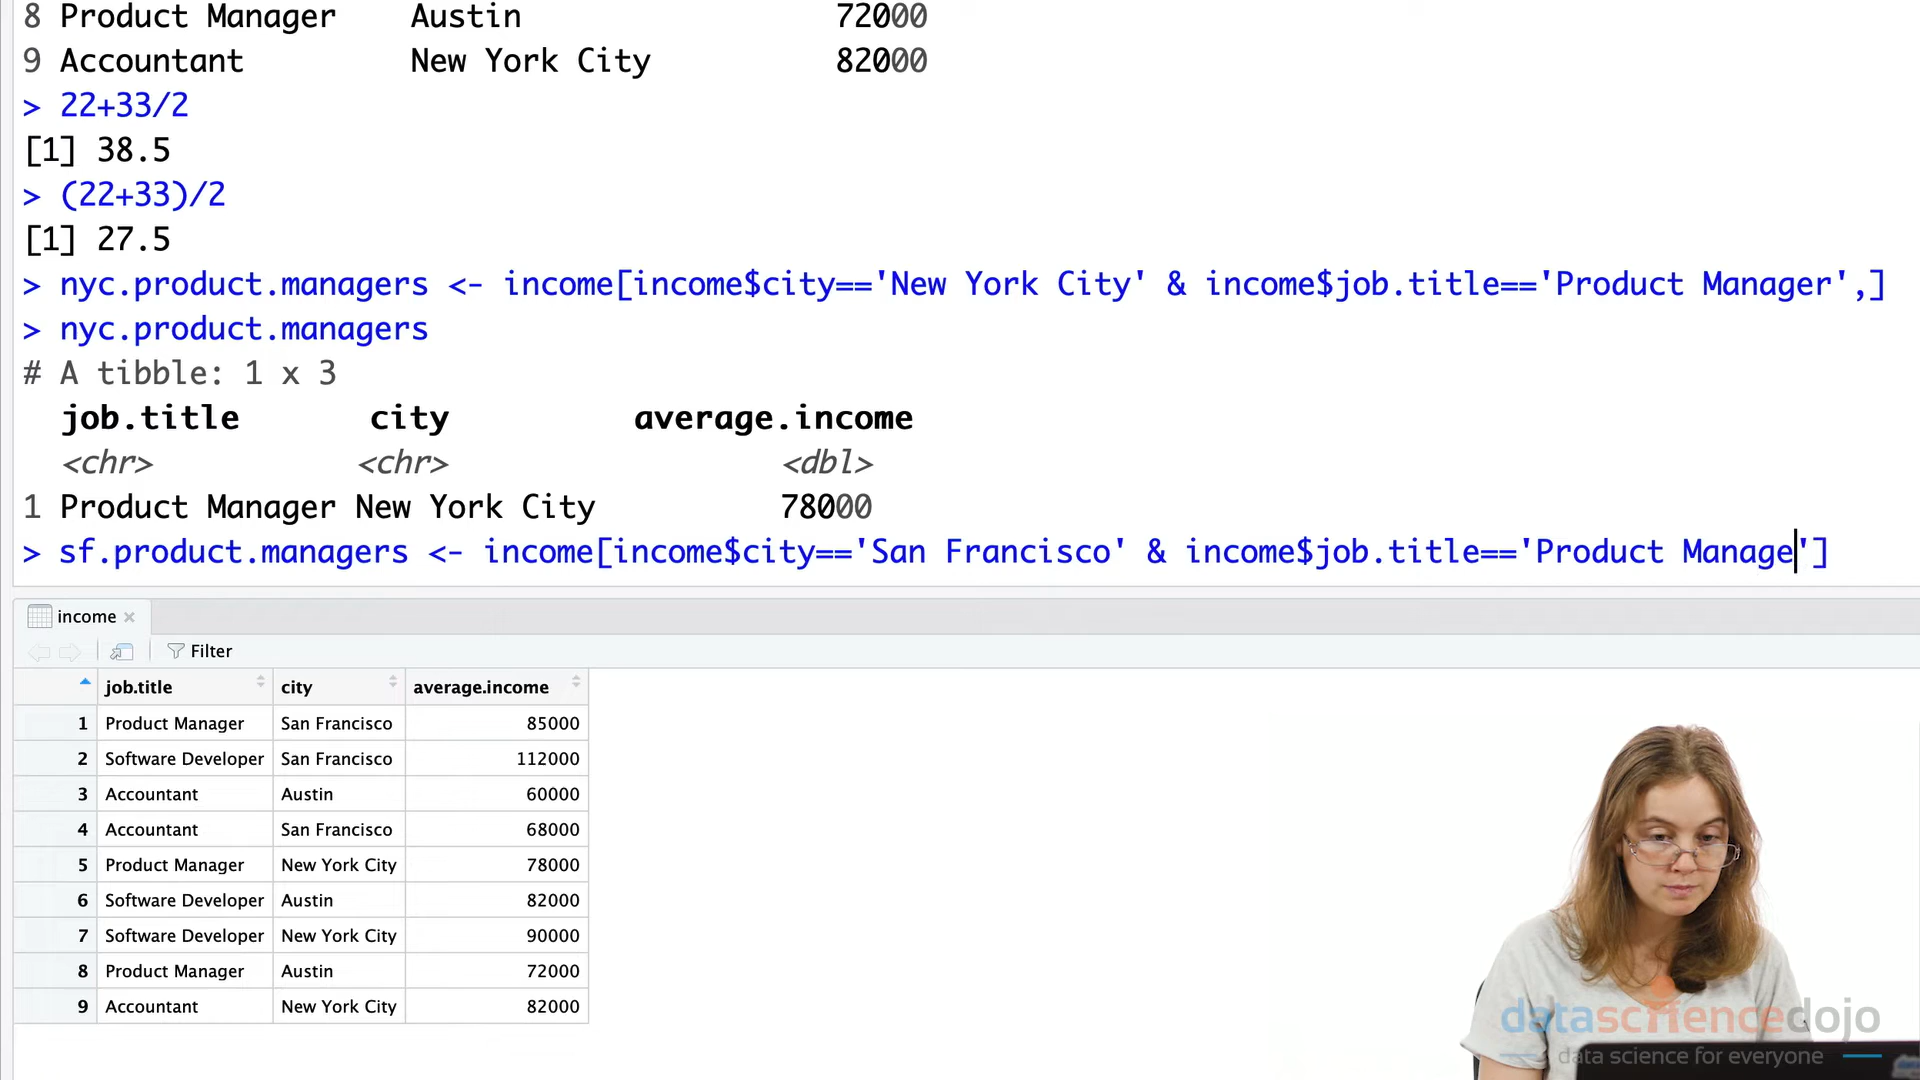 8 Product Manager Austin 72000
9 Accountant New York City 82000
> 22+33/2
[1] 38.5
> (22+33)/2
[1] 27.5
> nyc.product.managers <- income[income$city=='New York City' & income$job.title=='Product Manager',]
> nyc.product.managers
# A tibble: 1 x 3
job.title city average.income
<chr> <chr> <dbl>
1 Product Manager New York City 78000
> sf.product.managers <- income[income$city=='San Francisco' & income$job.title=='Product Manage']
income
Filter
job.title city average.income
1 Product Manager San Francisco 85000
2 Software Developer San Francisco 112000
3 Accountant Austin 60000
4 Accountant San Francisco 68000
5 Product Manager New York City 78000
6 Software Developer Austin 82000
7 Software Developer New York City 90000
8 Product Manager Austin 72000
9 Accountant New York City 82000
datasciencedojo
data science for everyone